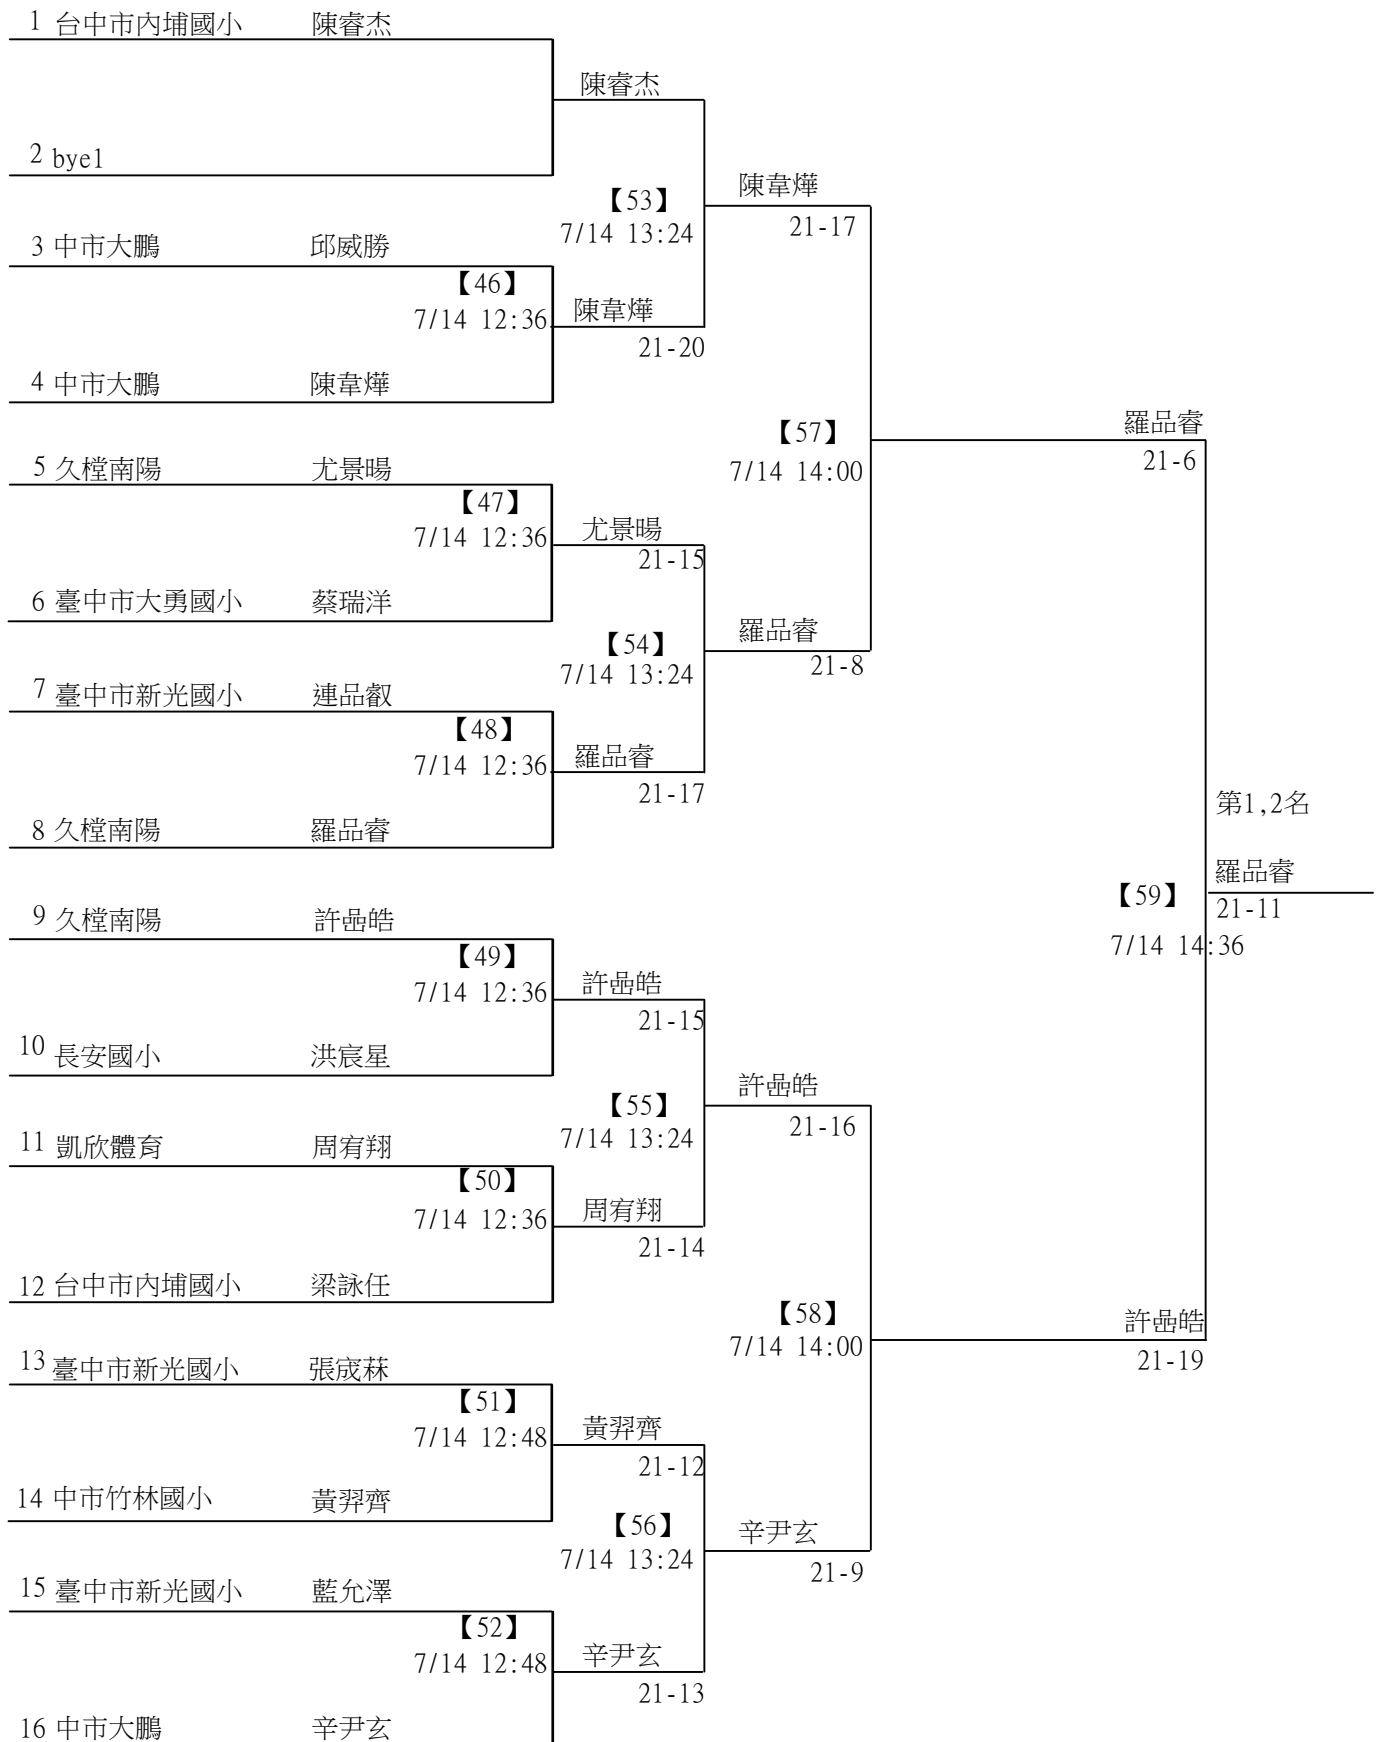 1 台中市內埔國小 陳睿杰
陳睿杰
2 bye1
【53】
7/14 13:24
陳韋燁
21-17
3 中市大鵬 邱威勝
【46】
7/14 12:36
陳韋燁
21-20
4 中市大鵬 陳韋燁
【57】
7/14 14:00
羅品睿
21-6
5 久樘南陽 尤景暘
【47】
7/14 12:36
尤景暘
21-15
6 臺中市大勇國小 蔡瑞洋
【54】
7/14 13:24
羅品睿
21-8
7 臺中市新光國小 連品叡
【48】
7/14 12:36
羅品睿
21-17
8 久樘南陽 羅品睿
第1,2名
羅品睿
【59】
21-11
7/14 14:36
9 久樘南陽 許喦皓
【49】
7/14 12:36
許喦皓
21-15
10 長安國小 洪宸星
【55】
7/14 13:24
許喦皓
21-16
11 凱欣體育 周宥翔
【50】
7/14 12:36
周宥翔
21-14
12 台中市內埔國小 梁詠任
【58】
7/14 14:00
許喦皓
21-19
13 臺中市新光國小 張宬菻
【51】
7/14 12:48
黃羿齊
21-12
14 中市竹林國小 黃羿齊
【56】
7/14 13:24
辛尹玄
21-9
15 臺中市新光國小 藍允澤
【52】
7/14 12:48
辛尹玄
21-13
16 中市大鵬 辛尹玄